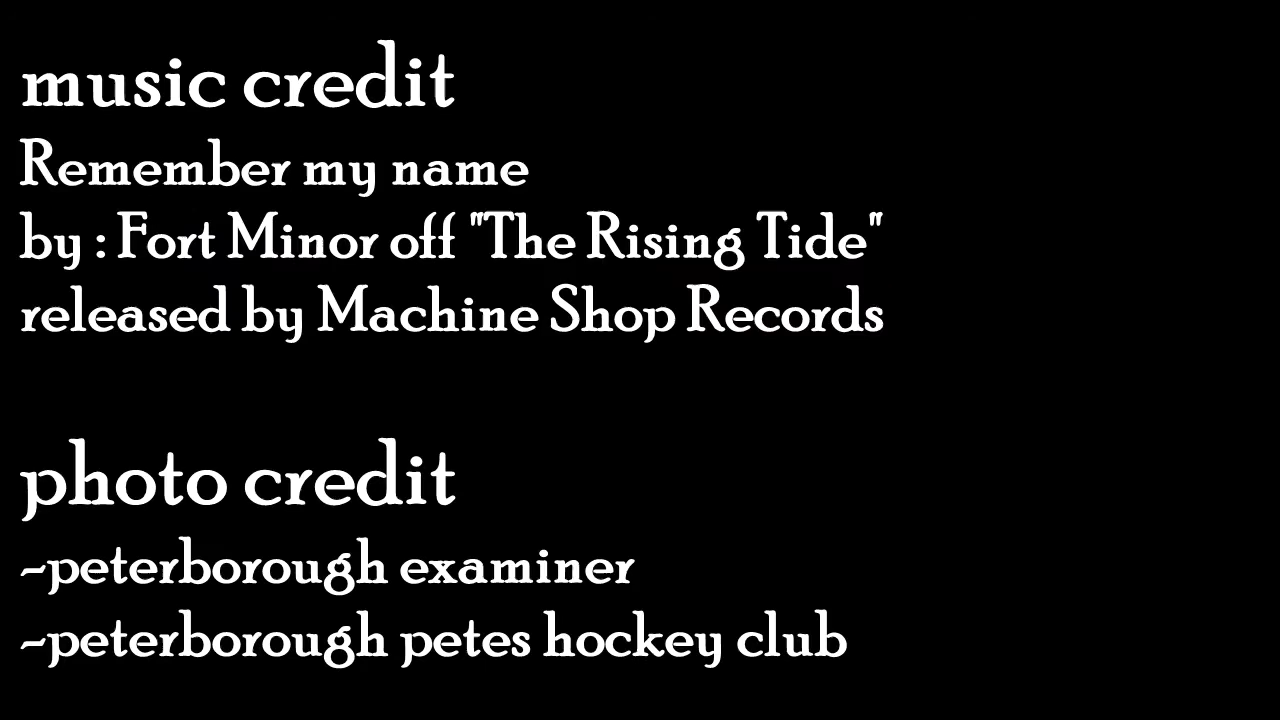 music credit
Remember my name
by : Fort Minor off "The Rising Tide"
released by Machine Shop Records
photo credit
-peterborough examiner
-peterborough petes hockey club